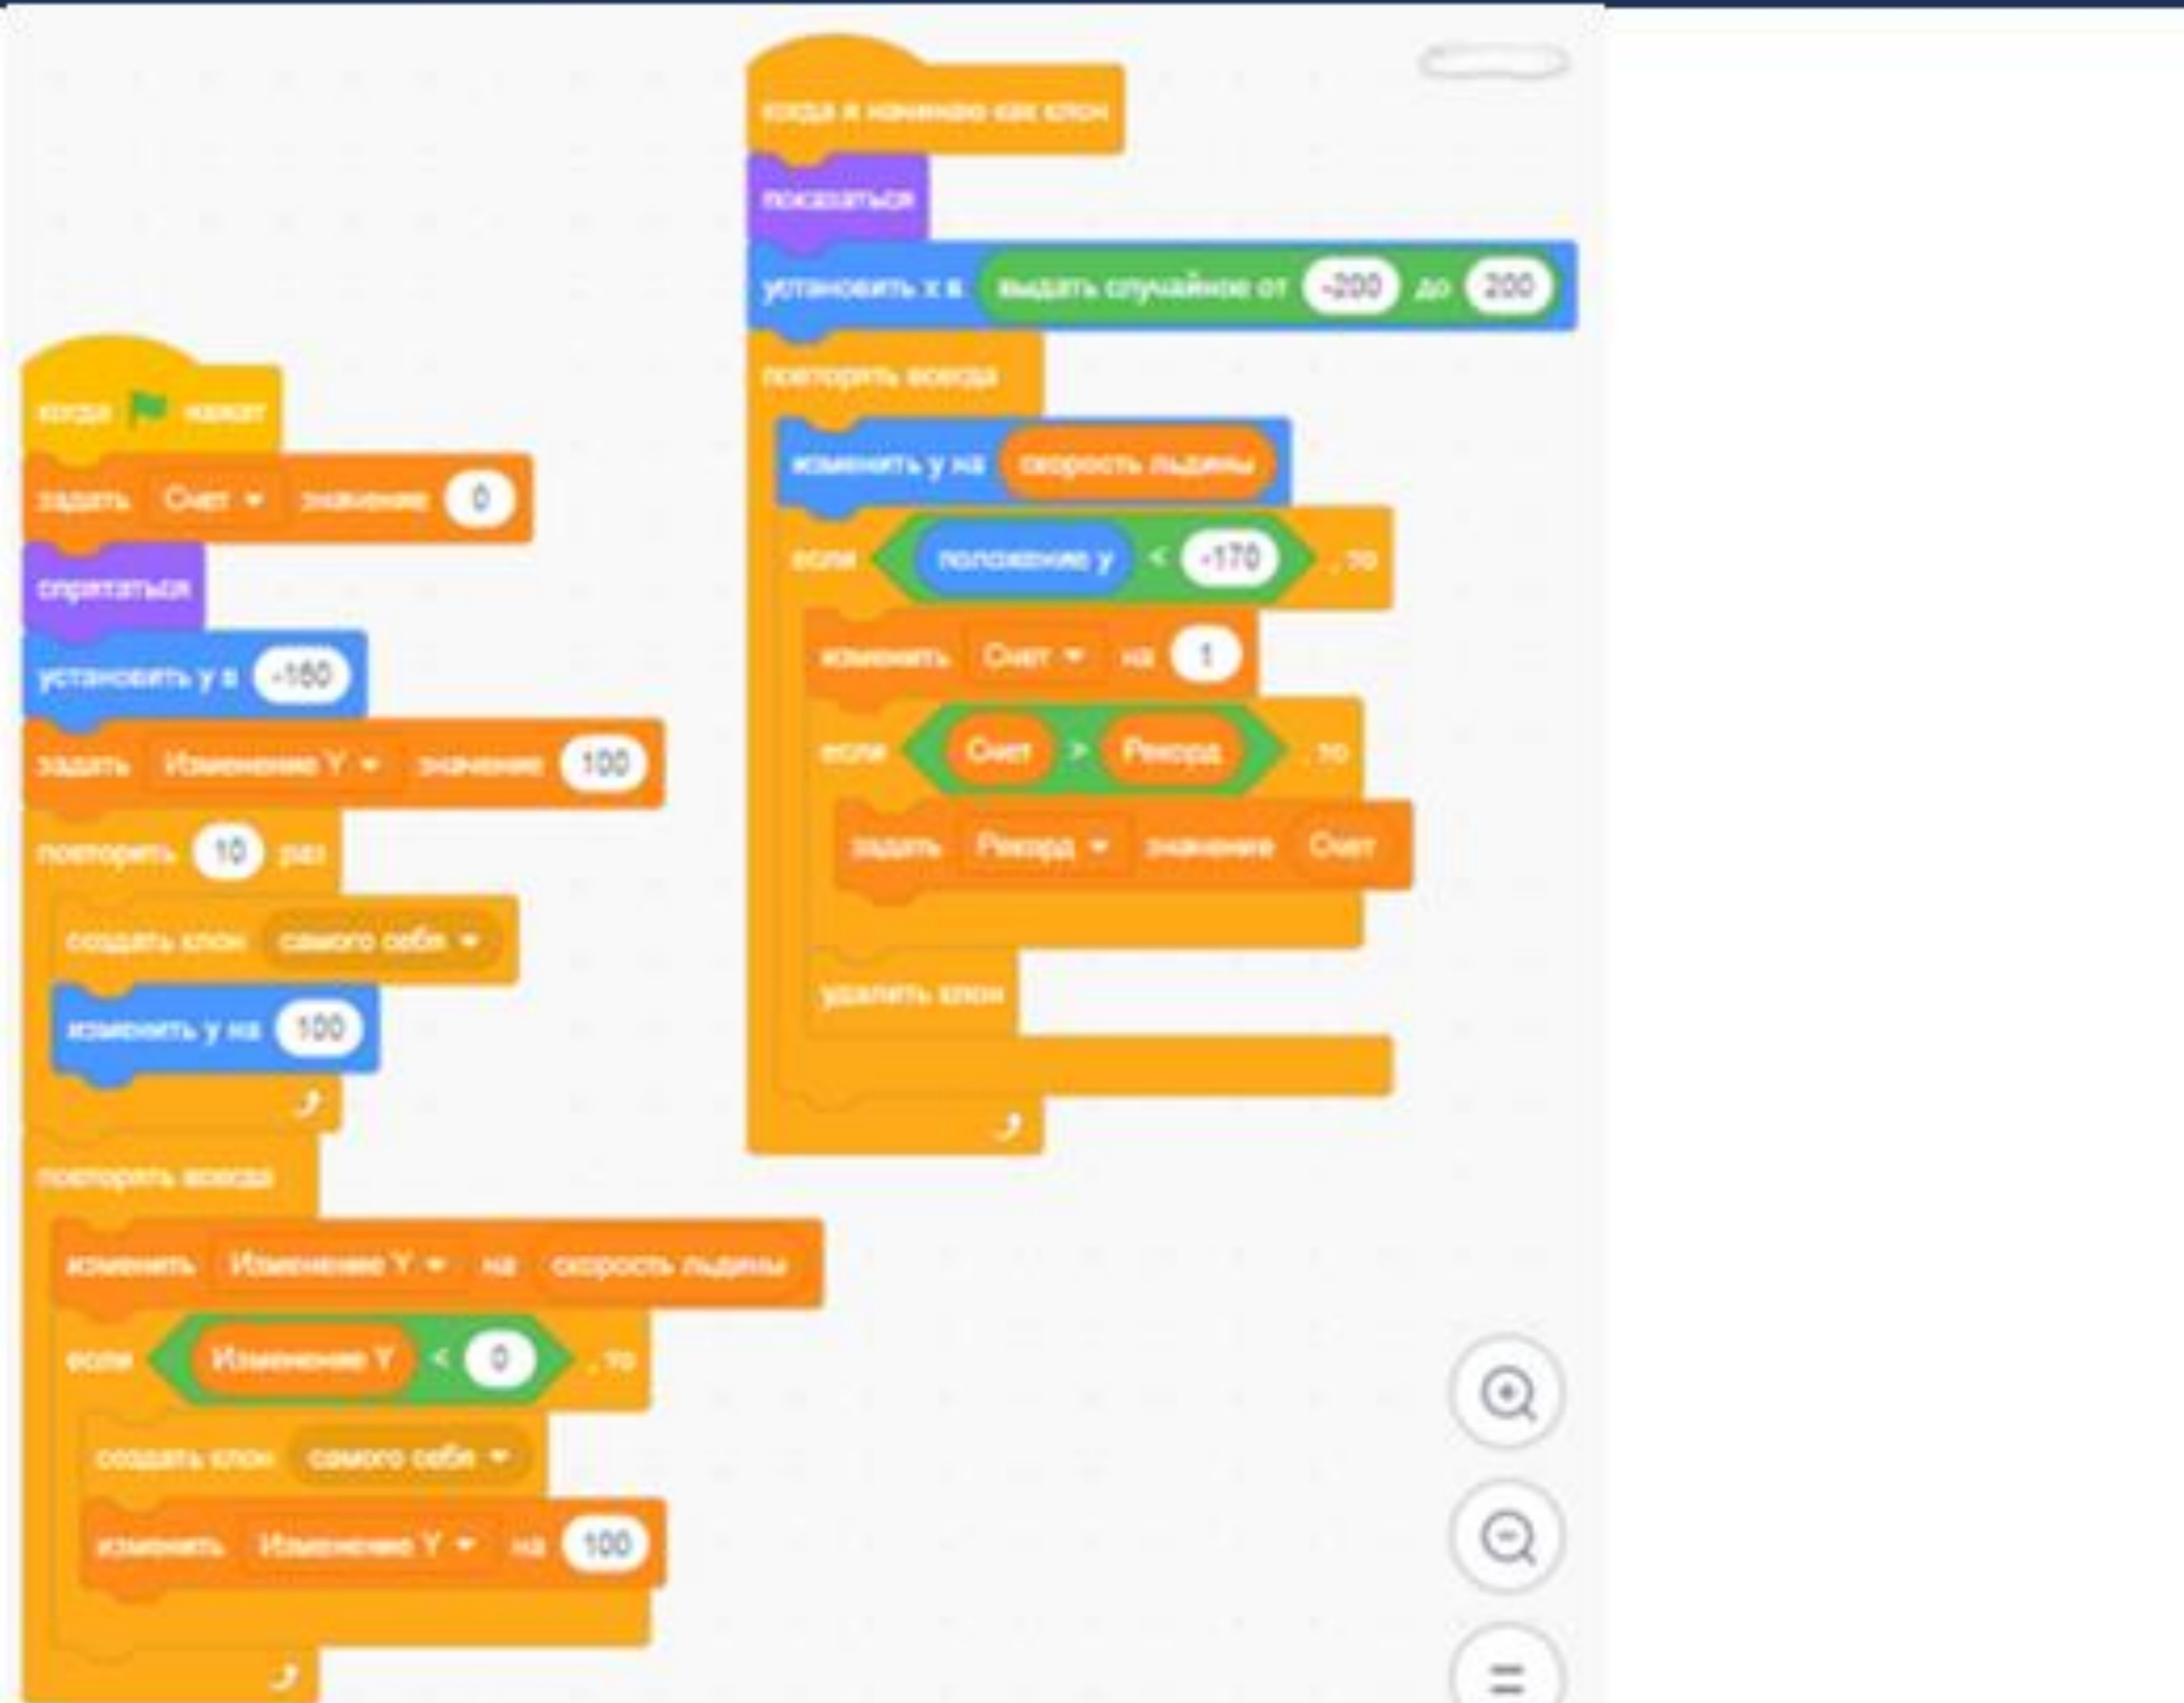 когда нажат
задать Счет значение 0
спрятаться
установить y в -160
задать Изменение Y значение 100
повторить 10 раз
создать клон самого себя
изменить y на 100
повторять всегда
изменить Изменение Y на скорость льдины
если Изменение Y < 0 , то
создать клон самого себя
изменить Изменение Y на 100
когда я начинаю как клон
показаться
установить x в выдать случайное от -200 до 200
повторять всегда
изменить y на скорость льдины
если положение y < -170 , то
изменить Счет на 1
если Счет > Рекорд , то
задать Рекорд значение Счет
удалить клон